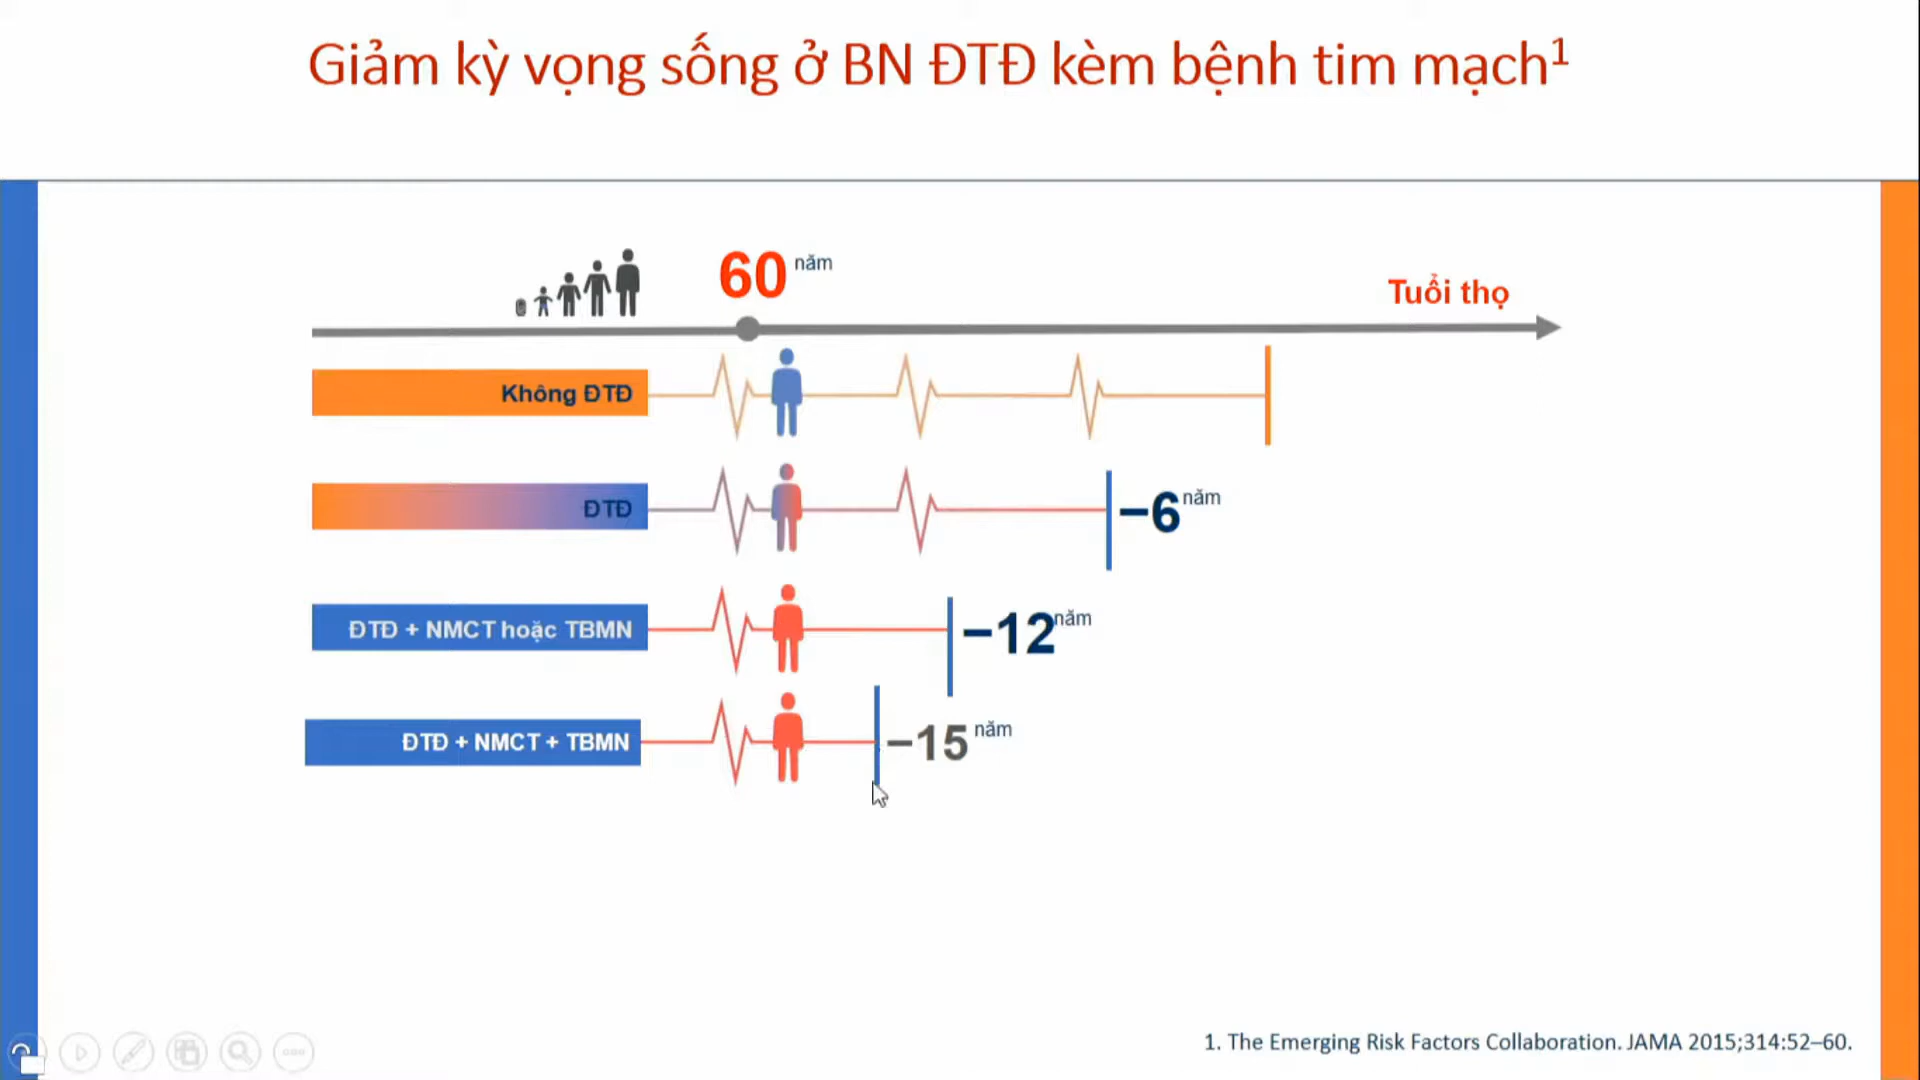 Giảm kỳ vọng sống ở BN ĐTĐ kèm bệnh tim mạch¹
60 năm
Tuổi thọ
Không ĐTĐ
ĐTĐ
−6 năm
ĐTĐ + NMCT hoặc TBMN
−12 năm
ĐTĐ + NMCT + TBMN
−15 năm
1. The Emerging Risk Factors Collaboration. JAMA 2015;314:52–60.